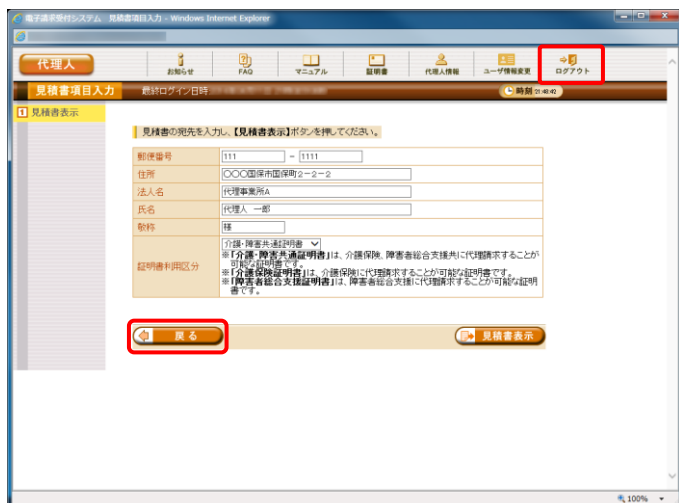 電子請求受付システム 見積書項目入力 - Windows Internet Explorer
代理人
お知らせ
FAQ
マニュアル
証明書
代理人情報
ユーザ情報変更
ログアウト
見積書項目入力
最終ログイン日時
時刻 21:48:42
1 見積書表示
見積書の宛先を入力し、【見積書表示】ボタンを押してください。
郵便番号 111 - 1111
住所 〇〇〇国保市国保町2-2-2
法人名 代理事業所A
氏名 代理人 一郎
敬称 様
証明書利用区分 介護・障害共通証明書
※「介護・障害共通証明書」は、介護保険、障害者総合支援共に代理請求することが
可能な証明書です。
※「介護保険証明書」は、介護保険に代理請求することが可能な証明書です。
※「障害者総合支援証明書」は、障害者総合支援に代理請求することが可能な証明
書です。
戻る
見積書表示
100%